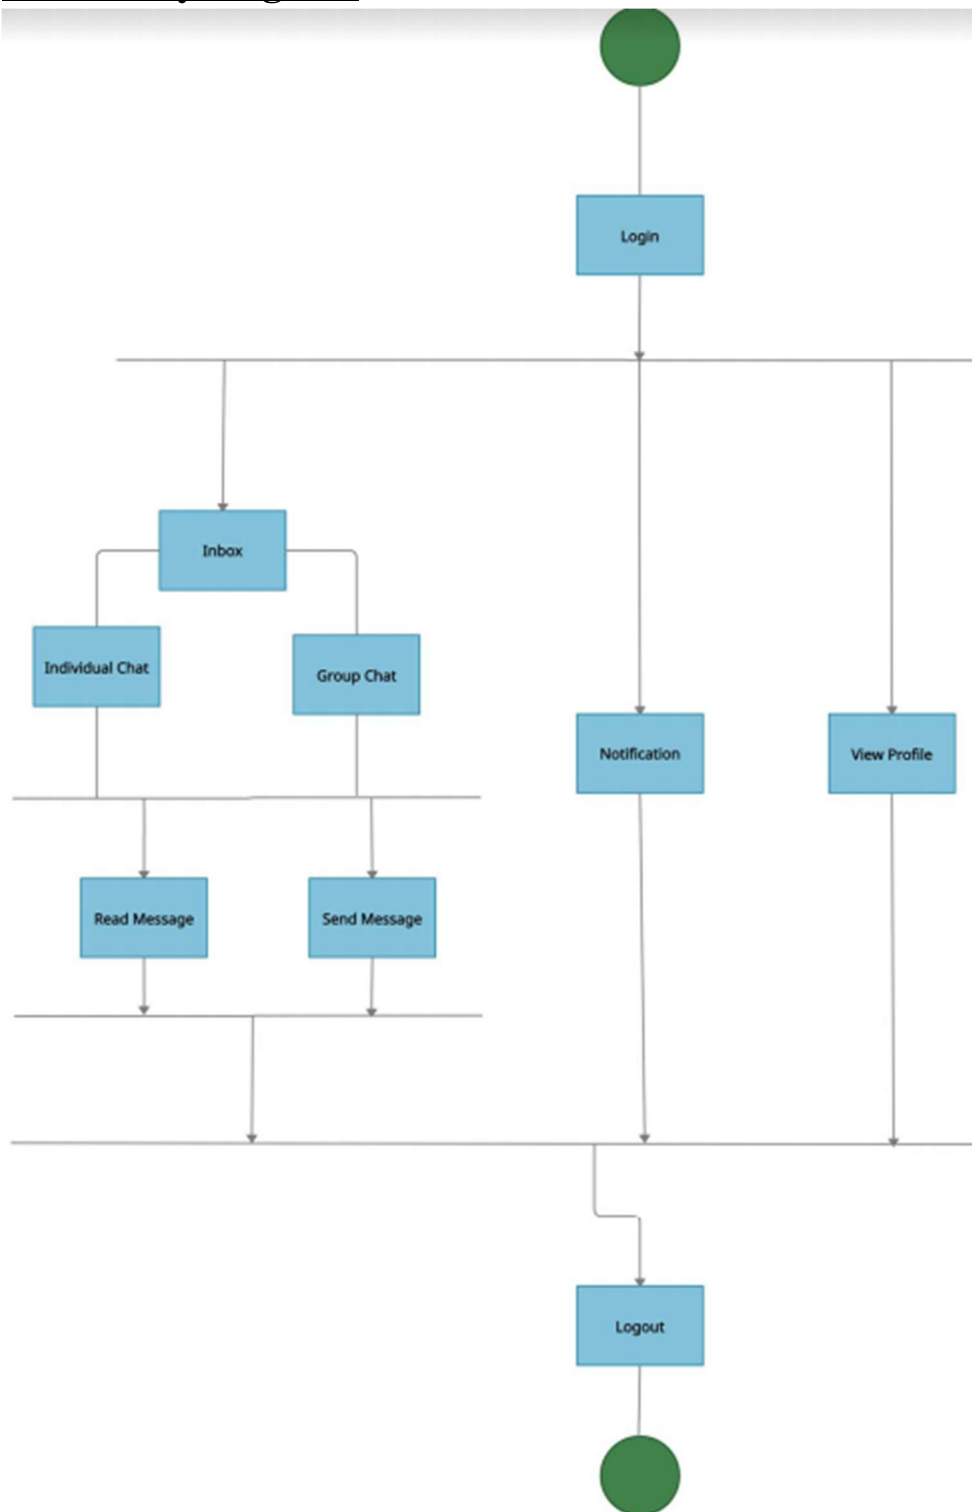 Login
Inbox
Individual Chat
Group Chat
Notification
View Profile
Read Message
Send Message
Logout